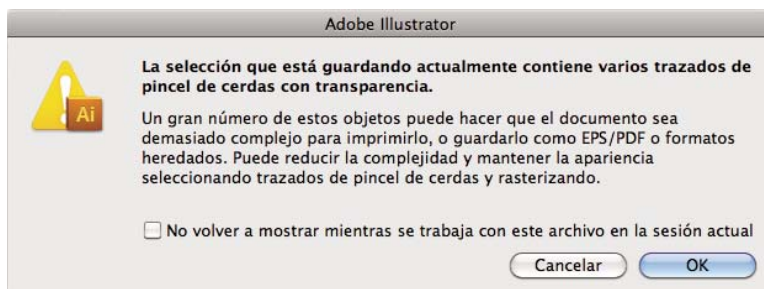 Adobe Illustrator
La selección que está guardando actualmente contiene varios trazados de
pincel de cerdas con transparencia.
Un gran número de estos objetos puede hacer que el documento sea
demasiado complejo para imprimirlo, o guardarlo como EPS/PDF o formatos
heredados. Puede reducir la complejidad y mantener la apariencia
seleccionando trazados de pincel de cerdas y rasterizando.
Ai
No volver a mostrar mientras se trabaja con este archivo en la sesión actual
Cancelar
OK